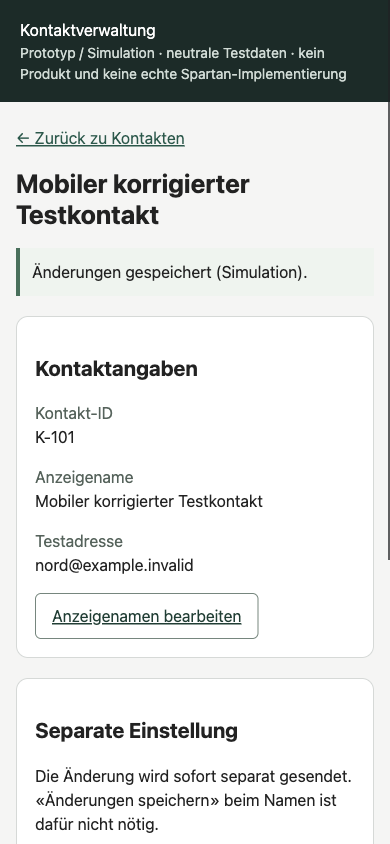 Kontaktverwaltung
Prototyp / Simulation · neutrale Testdaten · kein
Produkt und keine echte Spartan-Implementierung
← Zurück zu Kontakten
Mobiler korrigierter
Testkontakt
Änderungen gespeichert (Simulation).
Kontaktangaben
Kontakt-ID
K-101
Anzeigename
Mobiler korrigierter Testkontakt
Testadresse
nord@example.invalid
Anzeigenamen bearbeiten
Separate Einstellung
Die Änderung wird sofort separat gesendet.
«Änderungen speichern» beim Namen ist
dafür nicht nötig.